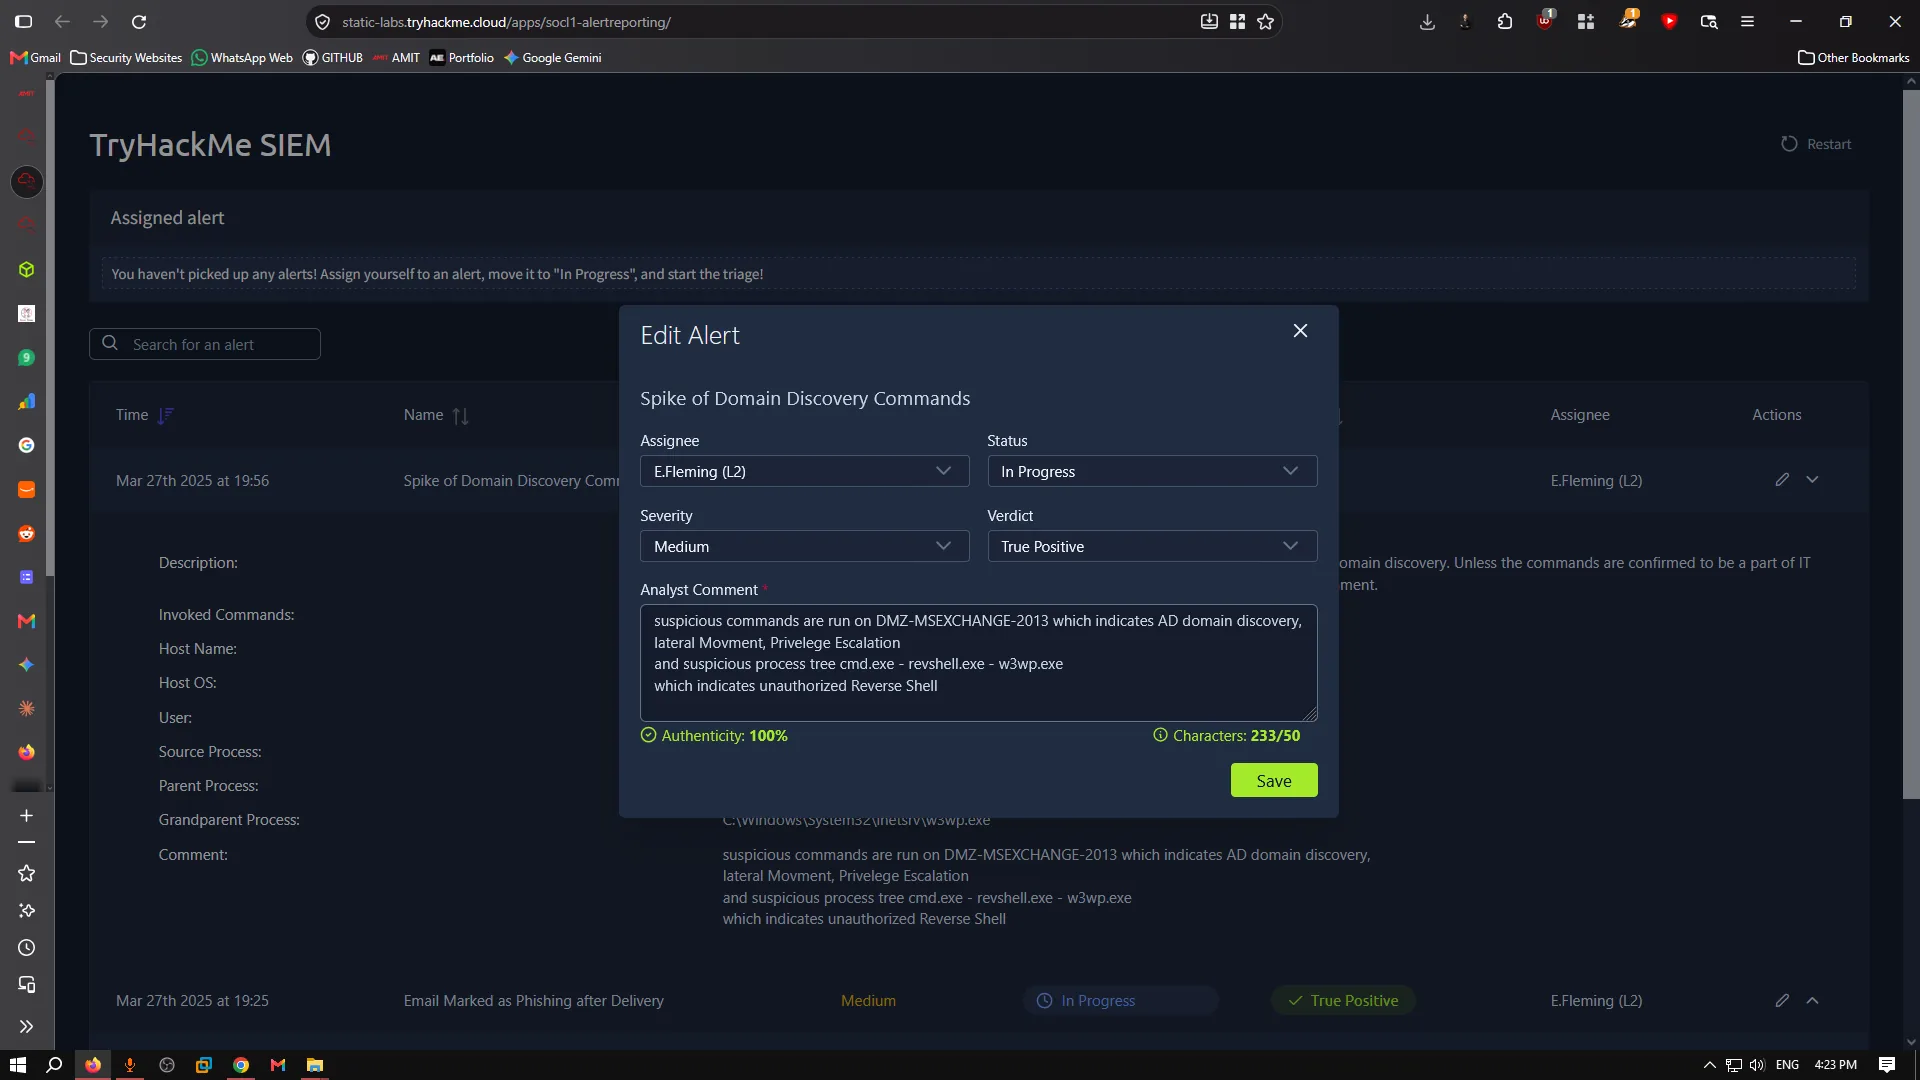 static-labs.tryhackme.cloud/apps/socl1-alertreporting/
1
1
Gmail
Security Websites
WhatsApp Web
GITHUB
AMIT
AMIT
AE
Portfolio
Google Gemini
Other Bookmarks
AMIT
9
TryHackMe SIEM
Restart
Assigned alert
You haven't picked up any alerts! Assign yourself to an alert, move it to "In Progress", and start the triage!
Search for an alert
Time
Name
Assignee
Actions
Mar 27th 2025 at 19:56
Spike of Domain Discovery Com
E.Fleming (L2)
Description:
omain discovery. Unless the commands are confirmed to be a part of IT
ment.
Invoked Commands:
Host Name:
Host OS:
User:
Source Process:
Parent Process:
Grandparent Process:
C:\Windows\System32\inetsrv\w3wp.exe
Comment:
suspicious commands are run on DMZ-MSEXCHANGE-2013 which indicates AD domain discovery,
lateral Movment, Privelege Escalation
and suspicious process tree cmd.exe - revshell.exe - w3wp.exe
which indicates unauthorized Reverse Shell
Mar 27th 2025 at 19:25
Email Marked as Phishing after Delivery
Medium
In Progress
True Positive
E.Fleming (L2)
Edit Alert
Spike of Domain Discovery Commands
Assignee
Status
E.Fleming (L2)
In Progress
Severity
Verdict
Medium
True Positive
Analyst Comment *
suspicious commands are run on DMZ-MSEXCHANGE-2013 which indicates AD domain discovery,
lateral Movment, Privelege Escalation
and suspicious process tree cmd.exe - revshell.exe - w3wp.exe
which indicates unauthorized Reverse Shell
Authenticity: 100%
Characters: 233/50
Save
ENG
4:23 PM